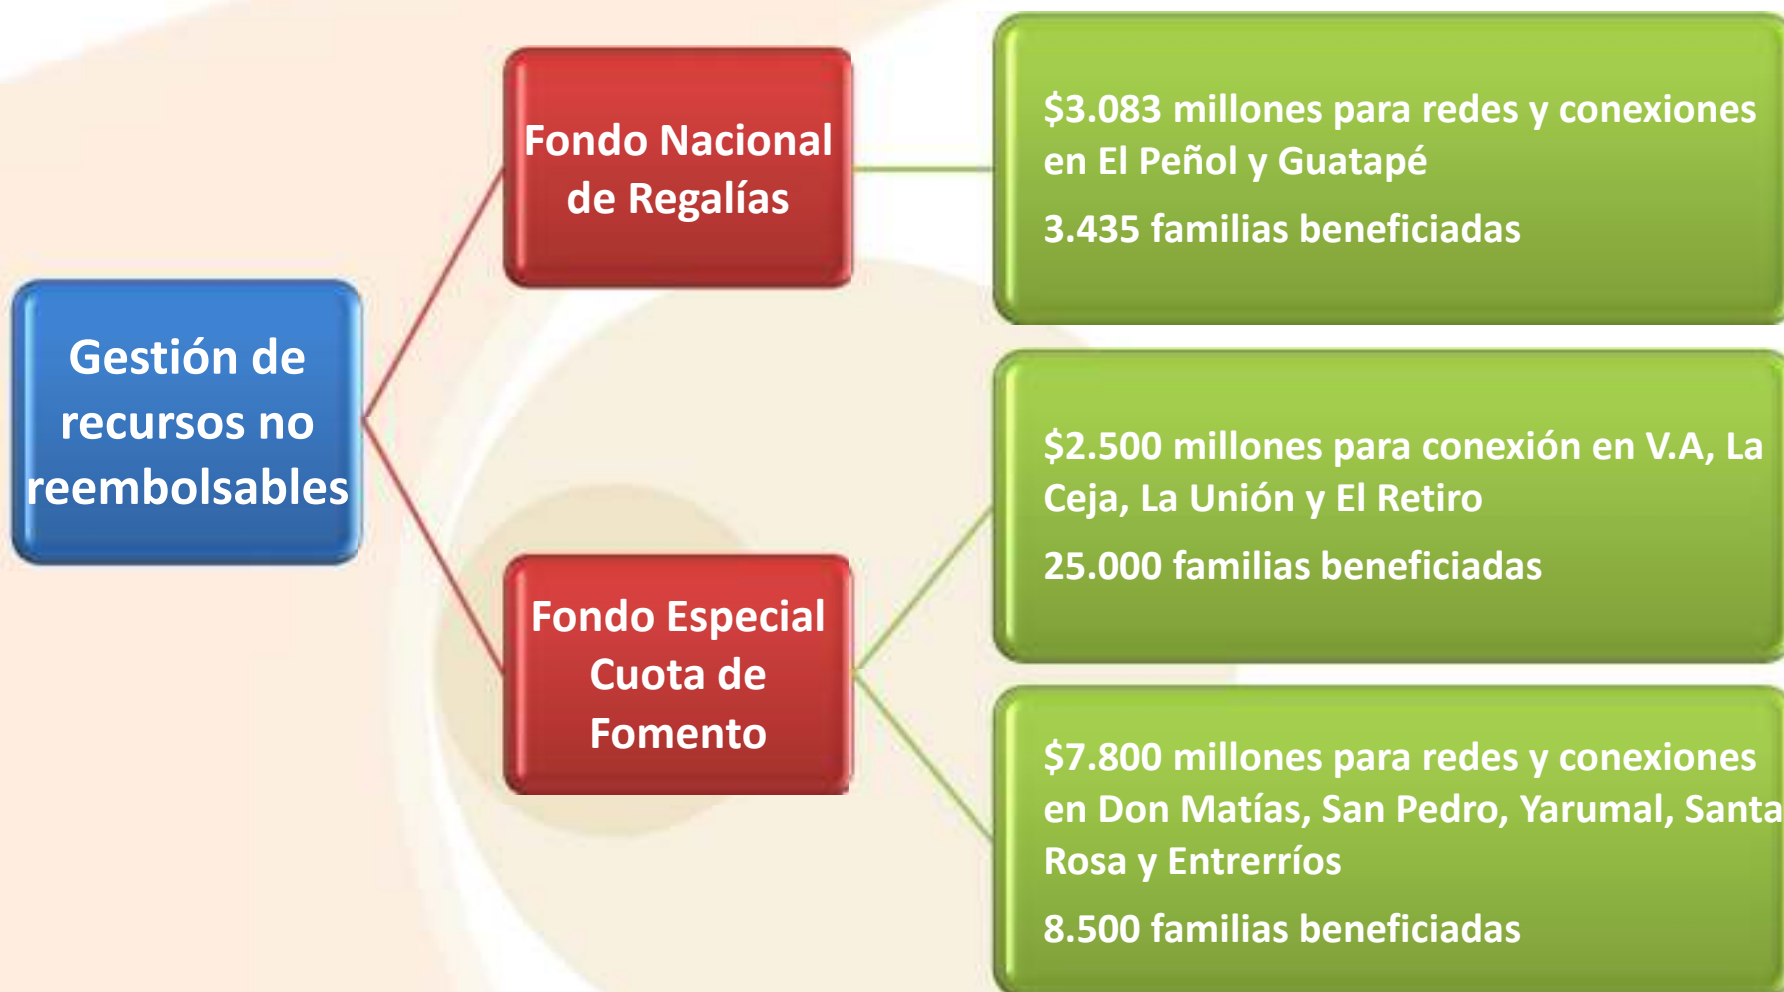 Gestión de
recursos no
reembolsables
Fondo Nacional
de Regalías
$3.083 millones para redes y conexiones
en El Peñol y Guatapé
3.435 familias beneficiadas
Fondo Especial
Cuota de
Fomento
$2.500 millones para conexión en V.A, La
Ceja, La Unión y El Retiro
25.000 familias beneficiadas
$7.800 millones para redes y conexiones
en Don Matías, San Pedro, Yarumal, Santa
Rosa y Entrerríos
8.500 familias beneficiadas